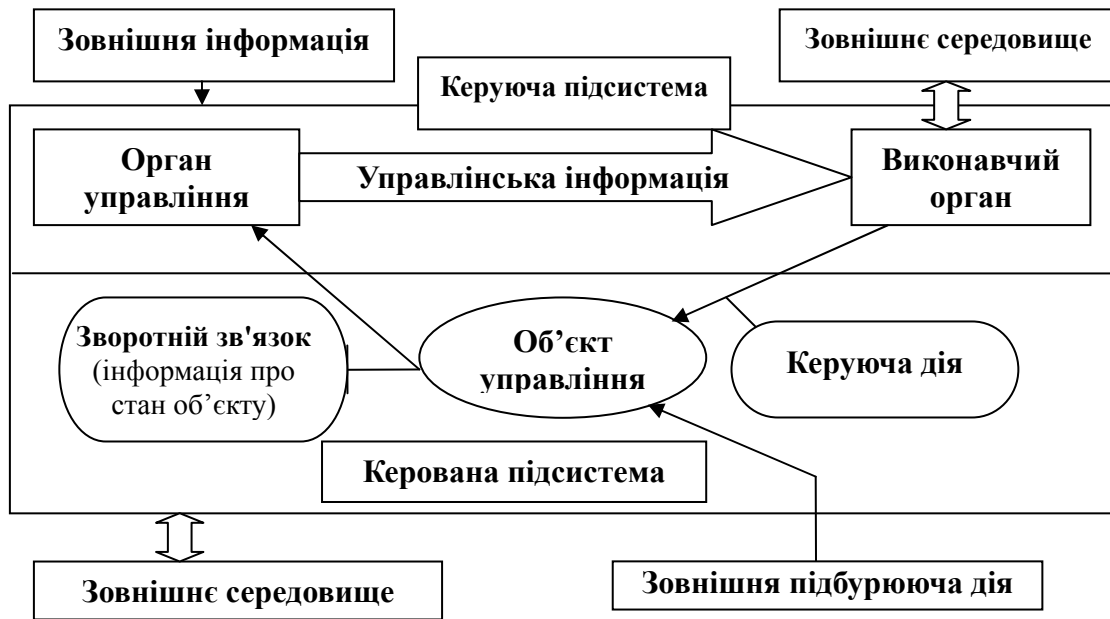 Зовнішня інформація
Зовнішнє середовище
Керуюча підсистема
Орган
управління
Управлінська інформація
Виконавчий
орган
Зворотній зв'язок
(інформація про
стан об’єкту)
Об’єкт
управління
Керуюча дія
Керована підсистема
Зовнішнє середовище
Зовнішня підбурююча дія